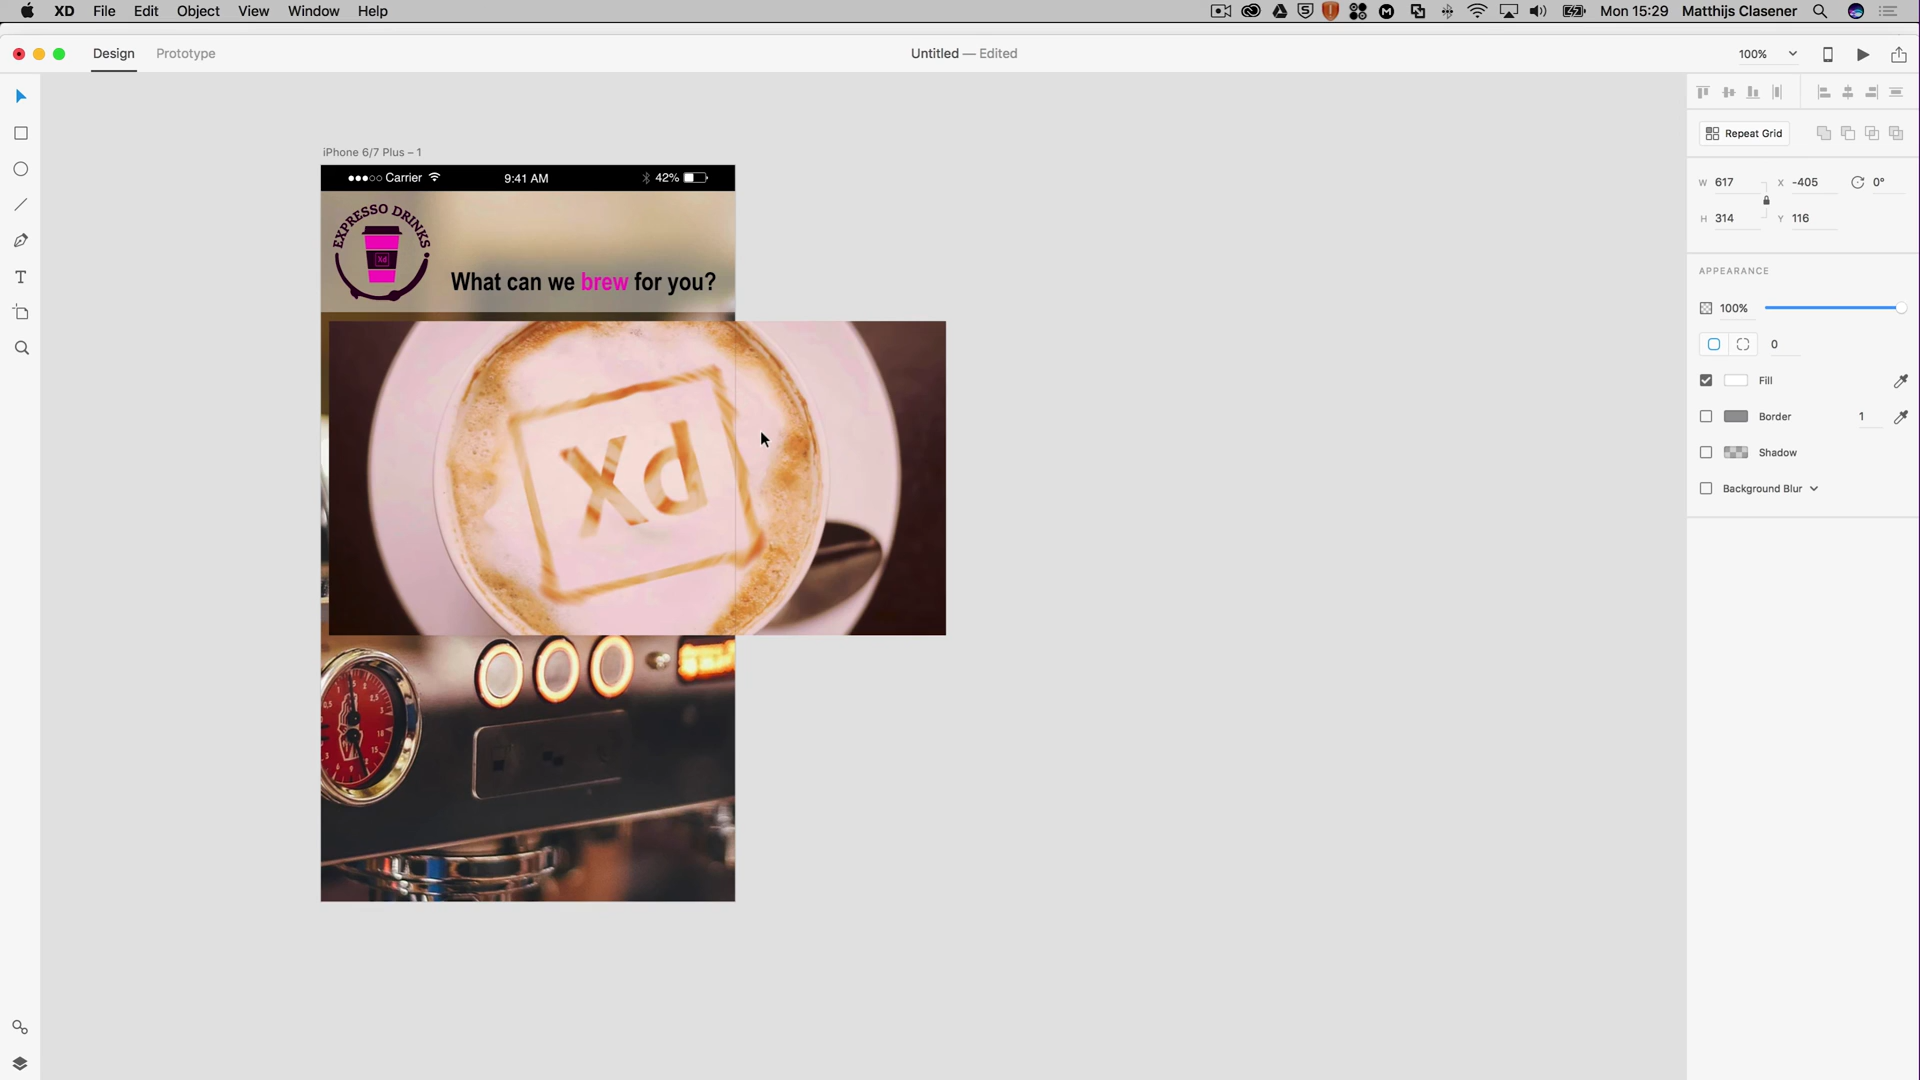 XD File Edit Object View Window Help
Mon 15:29 Matthijs Clasener
Design Prototype
Untitled — Edited
100%
iPhone 6/7 Plus – 1
Carrier 9:41 AM 42%
EXPRESSO DRINKS
Xd
What can we brew for you?
Xd
Repeat Grid
W 617 X -405 0°
H 314 Y 116
APPEARANCE
100%
0
Fill
Border 1
Shadow
Background Blur